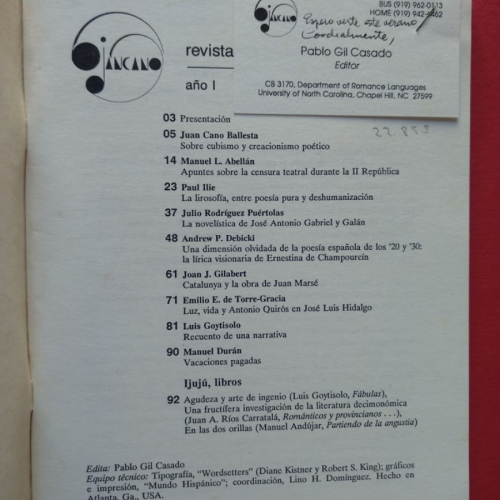 BUS (919) 962-0113
HOME (919) 942-
Espero verte este verano
Cordialmente,
Pablo Gil Casado
Editor
CB 3170, Department of Romance Languages
University of North Carolina, Chapel Hill, NC 27599
OJÁNCANO
revista
año I
03 Presentación
05 Juan Cano Ballesta
Sobre cubismo y creacionismo poético
14 Manuel L. Abellán
Apuntes sobre la censura teatral durante la II República
23 Paul Ilie
La lirosofía, entre poesía pura y deshumanización
37 Julio Rodríguez Puértolas
La novelística de José Antonio Gabriel y Galán
48 Andrew P. Debicki
Una dimensión olvidada de la poesía española de los '20 y '30:
la lírica visionaria de Ernestina de Champourcin
61 Joan J. Gilabert
Catalunya y la obra de Juan Marsé
71 Emilio E. de Torre-Gracia
Luz, vida y Antonio Quirós en José Luis Hidalgo
81 Luis Goytisolo
Recuento de una narrativa
90 Manuel Durán
Vacaciones pagadas
Ijujú, libros
92 Agudeza y arte de ingenio (Luis Goytisolo, Fábulas),
Una fructífera investigación de la literatura decimonónica
(Juan A. Ríos Carratalá, Románticos y provincianos . . .),
En las dos orillas (Manuel Andújar, Partiendo de la angustia)
Edita: Pablo Gil Casado
Equipo técnico: Tipografía, "Wordsetters" (Diane Kistner y Robert S. King); gráficos
e impresión, "Mundo Hispánico"; coordinación, Lino H. Domínguez. Hecho en
Atlanta, Ga., USA.